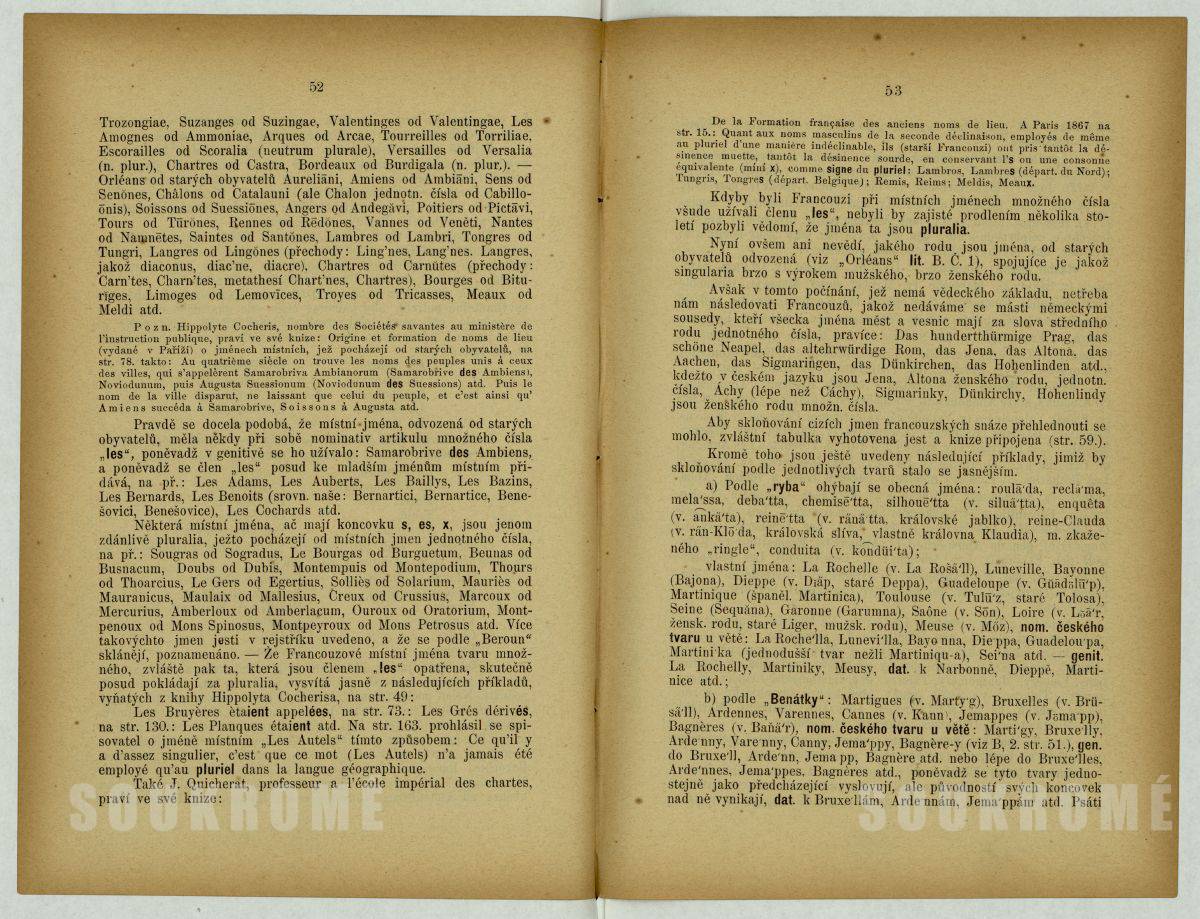 52
Trozongiae, Suzanges od Suzingae, Valentinges od Valentingae, Les
Amognes od Ammoniae, Arques od Arcae, Tourreilles od Torriliae,
Escorailles od Scoralia (neutrum plurale), Versailles od Versalia
(n. plur.), Chartres od Castra, Bordeaux od Burdigala (n. plur.). —
Orléans od starých obyvatelů Aureliāni, Amiens od Ambiāni, Sens od
Senōnes, Châlons od Catalauni (ale Chalon jednotn. čísla od Cabillo-
ōnis), Soissons od Suessiōnes, Angers od Andegāvi, Poitiers od Pictāvi,
Tours od Tūrōnes, Rennes od Rēdōnes, Vannes od Venĕti, Nantes
od Namnētes, Saintes od Santōnes, Lambres od Lambri, Tongres od
Tungri, Langres od Lingōnes (přechody: Ling'nes, Lang'nes. Langres,
jakož diaconus, diac'ne, diacre), Chartres od Carnūtes (přechody:
Carn'tes, Charn'tes, metathesí Chart'nes, Chartres), Bourges od Bitu-
rīges, Limoges od Lemovīces, Troyes od Tricasses, Meaux od
Meldi atd.
Pozn. Hippolyte Cocheris, nombre des Sociétés savantes au ministère de
l'instruction publique, praví ve své knize: Origine et formation de noms de lieu
(vydané v Paříži) o jménech místních, jež pocházejí od starých obyvatelů, na
str. 78. takto: Au quatrième siècle on trouve les noms des peuples unis à ceux
des villes, qui s'appelèrent Samarobriva Ambianorum (Samarobrive des Ambiens),
Noviodunum, puis Augusta Suessionum (Noviodunum des Suessions) atd. Puis le
nom de la ville disparut, ne laissant que celui du peuple, et c'est ainsi qu'
Amiens succéda à Samarobrive, Soissons à Augusta atd.
Pravdě se docela podobá, že místní jména, odvozená od starých
obyvatelů, měla někdy při sobě nominativ artikulu množného čísla
„les", poněvadž v genitivě se ho užívalo: Samarobrive des Ambiens,
a poněvadž se člen „les" posud ke mladším jménům místním při-
dává, na př.: Les Adams, Les Auberts, Les Baillys, Les Bazins,
Les Bernards, Les Benoits (srovn. naše: Bernartici, Bernartice, Bene-
šovici, Benešovice), Les Cochards atd.
Některá místní jména, ač mají koncovku s, es, x, jsou jenom
zdánlivě pluralia, ježto pocházejí od místních jmen jednotného čísla,
na př.: Sougras od Sogradus, Le Bourgas od Burguetum, Beunas od
Busnacum, Doubs od Dubis, Montempuis od Montepodium, Thours
od Thoarcius, Le Gers od Egertius, Solliès od Solarium, Mauriès od
Mauranicus, Maulaix od Mallesius, Creux od Crussius, Marcoux od
Mercurius, Amberloux od Amberlacum, Ouroux od Oratorium, Mont-
penoux od Mons Spinosus, Montpeyroux od Mons Petrosus atd. Více
takovýchto jmen jest v rejstříku uvedeno, a že se podle „Beroun"
sklánějí, poznamenáno. — Že Francouzové místní jména tvaru množ-
ného, zvláště pak ta, která jsou členem „les" opatřena, skutečně
posud pokládají za pluralia, vysvítá jasně z následujících příkladů,
vyňatých z knihy Hippolyta Cocherisa, na str. 49:
Les Bruyères étaient appelées, na str. 73.: Les Grés dérivés,
na str. 130.: Les Planques étaient atd. Na str. 163. prohlásil se spi-
sovatel o jméně místním „Les Autels" tímto způsobem: Ce qu'il y
a d'assez singulier, c'est que ce mot (Les Autels) n'a jamais été
employé qu'au pluriel dans la langue géographique.
Také J. Quicherat, professeur a l'école impérial des chartes,
praví ve své knize:
SOUKROMÉ
53
De la Formation française des anciens noms de lieu. A Paris 1867 na
str. 15.: Quant aux noms masculins de la seconde déclinaison, employés de même
au pluriel d'une manière indéclinable, ils (starší Francouzi) ont pris tantôt la dé-
sinence muette, tantôt la désinence sourde, en conservant l's ou une consonne
équivalente (míní x), comme signe du pluriel: Lambros, Lambres (départ. du Nord);
Tungris, Tongres (départ. Belgique); Remis, Reims; Meldis, Meaux.
Kdyby byli Francouzi při místních jménech množného čísla
všude užívali členu „les", nebyli by zajisté prodlením několika sto-
letí pozbyli vědomí, že jména ta jsou pluralia.
Nyní ovšem ani nevědí, jakého rodu jsou jména, od starých
obyvatelů odvozená (viz „Orléans" lit. B. Č. 1), spojujíce je jakož
singularia brzo s výrokem mužského, brzo ženského rodu.
Avšak v tomto počínání, jež nemá vědeckého základu, netřeba
nám následovati Francouzů, jakož nedáváme se másti německými
sousedy, kteří všecka jména měst a vesnic mají za slova středního
rodu jednotného čísla, pravíce: Das hundertthürmige Prag, das
schöne Neapel, das altehrwürdige Rom, das Jena, das Altona, das
Aachen, das Sigmaringen, das Dünkirchen, das Hohenlinden atd.,
kdežto v českém jazyku jsou Jena, Altona ženského rodu, jednotn.
čísla, Áchy (lépe než Cáchy), Sigmarinky, Dünkirchy, Hohenlindy
jsou ženského rodu množn. čísla.
Aby skloňování cizích jmen francouzských snáze přehlednouti se
mohlo, zvláštní tabulka vyhotovena jest a knize připojena (str. 59.).
Kromě toho jsou ještě uvedeny následující příklady, jimiž by
skloňování podle jednotlivých tvarů stalo se jasnějším.
a) Podle „ryba" ohýbají se obecná jména: roulā'da, reclā'ma,
mela'ssa, deba'tta, chemisē'tta, silhouē'tta (v. siluä'tta), enquêta
(v. ankä'ta), reinē'tta (v. ränä'tta, královské jablko), reine-Clauda
(v. rän-Klō'da, královská slíva, vlastně královna Klaudia), m. zkaže-
ného „ringle", conduita (v. kondüi'ta);
vlastní jména: La Rochelle (v. La Rošä'll), Lüneville, Bayonne
(Bajona), Dieppe (v. Diäp, staré Deppa), Guadeloupe (v. Güādălū'p),
Martinique (španěl. Martinica), Toulouse (v. Tulū'z, staré Tolosa),
Seine (Sequăna), Garonne (Garumna), Saône (v. Sōn), Loire (v. Loā'r,
žensk. rodu, staré Liger, mužsk. rodu), Meuse (v. Möz), nom. českého
tvaru u větě: La Roche'lla, Lunevi'lla, Bayo'nna, Die'ppa, Guadelou'pa,
Martini'ka (jednodušší tvar nežli Martiniqu-a), Sei'na atd. — genit.
La Rochelly, Martiniky, Meusy, dat. k Narbonně, Dieppě, Marti-
nice atd.;
b) podle „Benátky": Martigues (v. Marty'g), Bruxelles (v. Brü-
sä'll), Ardennes, Varennes, Cannes (v. Kann), Jemappes (v. Jama'pp),
Bagnères (v. Baňä'r), nom. českého tvaru u větě: Marti'gy, Bruxe'lly,
Arde'nny, Vare'nny, Canny, Jema'ppy, Bagnère-y (viz B, 2. str. 51.), gen.
do Bruxe'll, Arde'nn, Jema'pp, Bagnère atd. nebo lépe do Bruxe'lles,
Arde'nnes, Jema'ppes, Bagnères atd., poněvadž se tyto tvary jedno-
stejně jako předcházející vyslovují, ale původností svých koncovek
nad ně vynikají, dat. k Bruxe'llám, Arde'nnám, Jema'ppám atd. Psáti
SOUKROMÉ